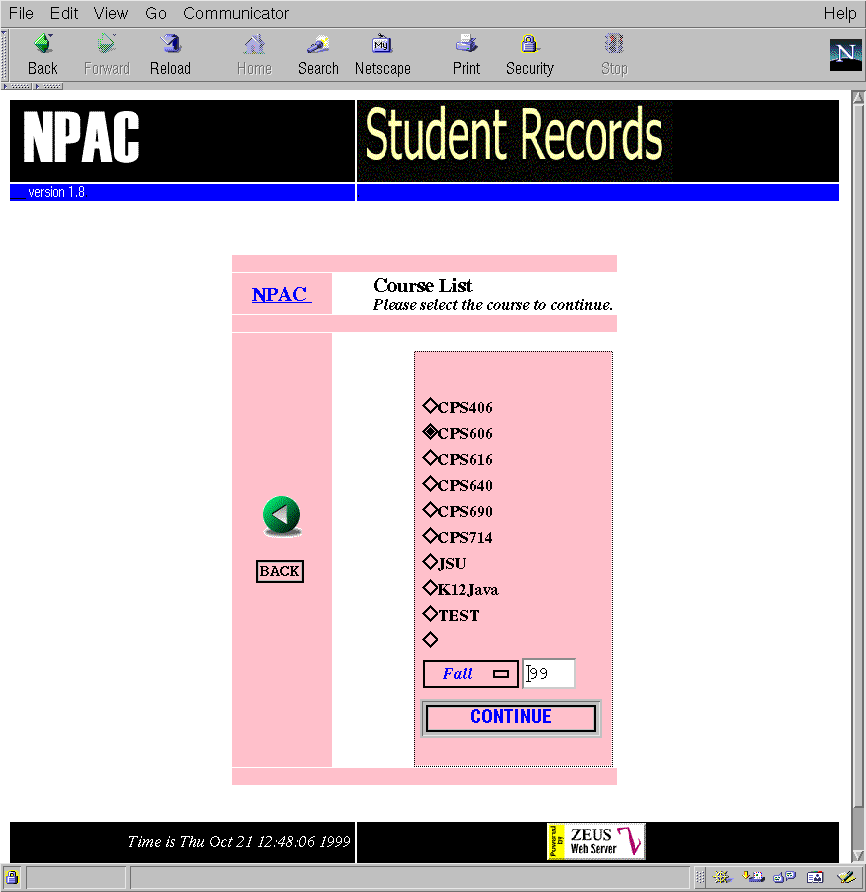 File Edit View Go Communicator Help
Back Forward Reload Home Search Netscape Print Security Stop
My
N
NPAC Student Records
version 1.8
NPAC Course List
Please select the course to continue.
CPS406
CPS606
CPS616
CPS640
CPS690
CPS714
JSU
K12Java
TEST
BACK
Fall 99
CONTINUE
Time is Thu Oct 21 12:48:06 1999
Powered by ZEUS
Web Server